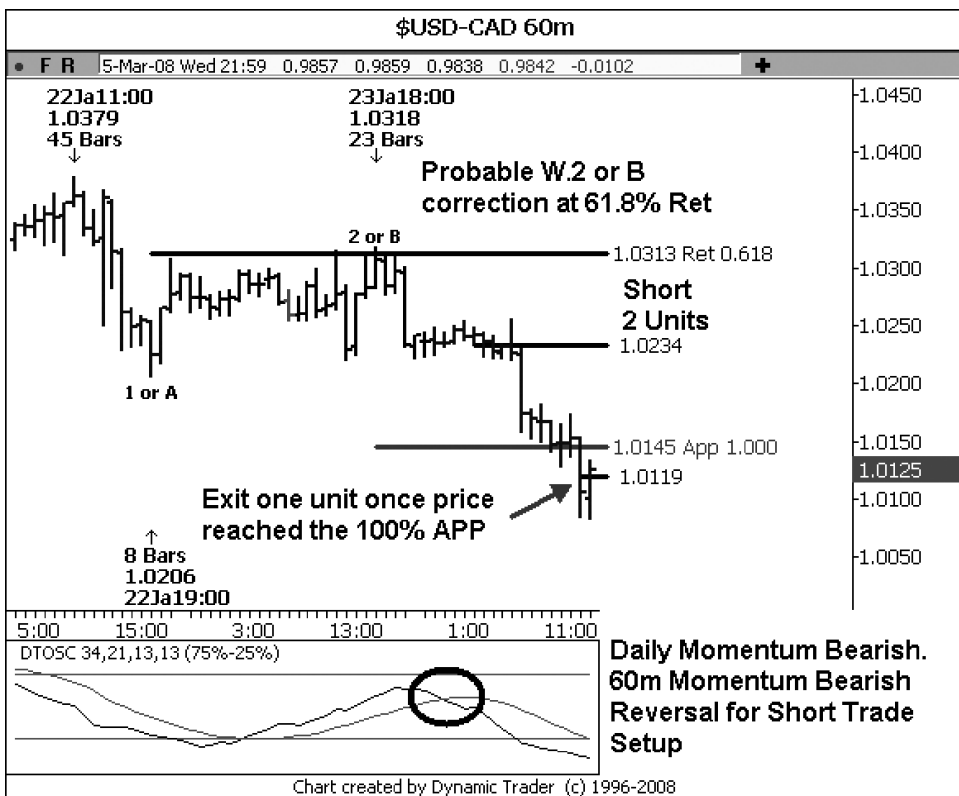 $USD-CAD 60m
F R 5-Mar-08 Wed 21:59 0.9857 0.9859 0.9838 0.9842 -0.0102
22Ja11:00
1.0379
45 Bars
23Ja18:00
1.0318
23 Bars
Probable W.2 or B
correction at 61.8% Ret
2 or B
1.0313 Ret 0.618
Short
2 Units
1.0234
1 or A
1.0145 App 1.000
1.0119
Exit one unit once price
reached the 100% APP
8 Bars
1.0206
22Ja19:00
1.0450
1.0400
1.0350
1.0300
1.0250
1.0200
1.0150
1.0125
1.0100
1.0050
5:00 15:00 3:00 13:00 1:00 11:00
DTOSC 34,21,13,13 (75%-25%)
Daily Momentum Bearish.
60m Momentum Bearish
Reversal for Short Trade
Setup
Chart created by Dynamic Trader (c) 1996-2008